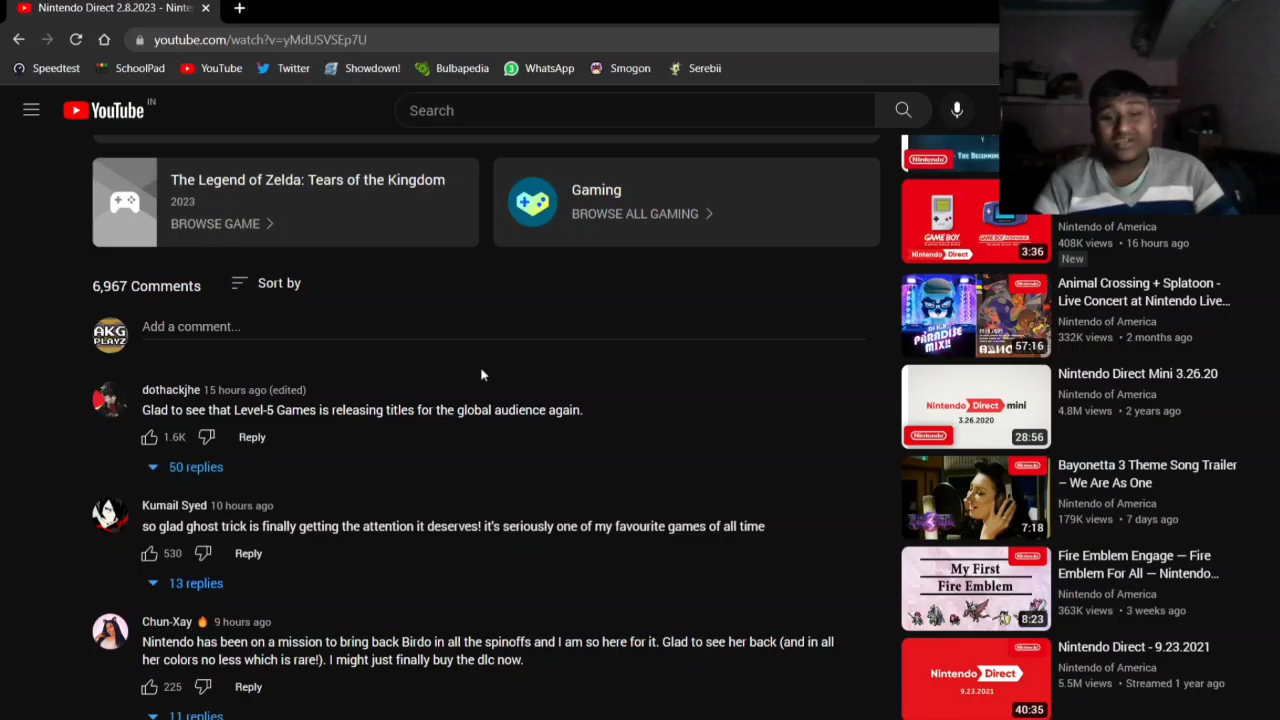 Nintendo Direct 2.8.2023 - Ninte
youtube.com/watch?v=yMdUSVSEp7U
Speedtest
SchoolPad
YouTube
Twitter
Showdown!
Bulbapedia
WhatsApp
Smogon
Serebii
YouTube IN
Search
The Legend of Zelda: Tears of the Kingdom
2023
BROWSE GAME
Gaming
BROWSE ALL GAMING
6,967 Comments
Sort by
AKG PLAYZ
Add a comment...
dothackjhe 15 hours ago (edited)
Glad to see that Level-5 Games is releasing titles for the global audience again.
1.6K Reply
50 replies
Kumail Syed 10 hours ago
so glad ghost trick is finally getting the attention it deserves! it's seriously one of my favourite games of all time
530 Reply
13 replies
Chun-Xay 9 hours ago
Nintendo has been on a mission to bring back Birdo in all the spinoffs and I am so here for it. Glad to see her back (and in all
her colors no less which is rare!). I might just finally buy the dlc now.
225 Reply
11 replies
Nintendo
THE BEGINNING
GAME BOY
GAME BOY ADVANCE
Nintendo Direct
3:36
Nintendo of America
408K views • 16 hours ago
New
PARADISE
MIX!!
57:16
Animal Crossing + Splatoon -
Live Concert at Nintendo Live...
Nintendo of America
332K views • 2 months ago
Nintendo Direct mini
3.26.2020
Nintendo
28:56
Nintendo Direct Mini 3.26.20
Nintendo of America
4.8M views • 2 years ago
7:18
Bayonetta 3 Theme Song Trailer
– We Are As One
Nintendo of America
179K views • 7 days ago
My First
Fire Emblem
8:23
Fire Emblem Engage — Fire
Emblem For All — Nintendo...
Nintendo of America
363K views • 3 weeks ago
Nintendo Direct
9.23.2021
40:35
Nintendo Direct - 9.23.2021
Nintendo of America
5.5M views • Streamed 1 year ago